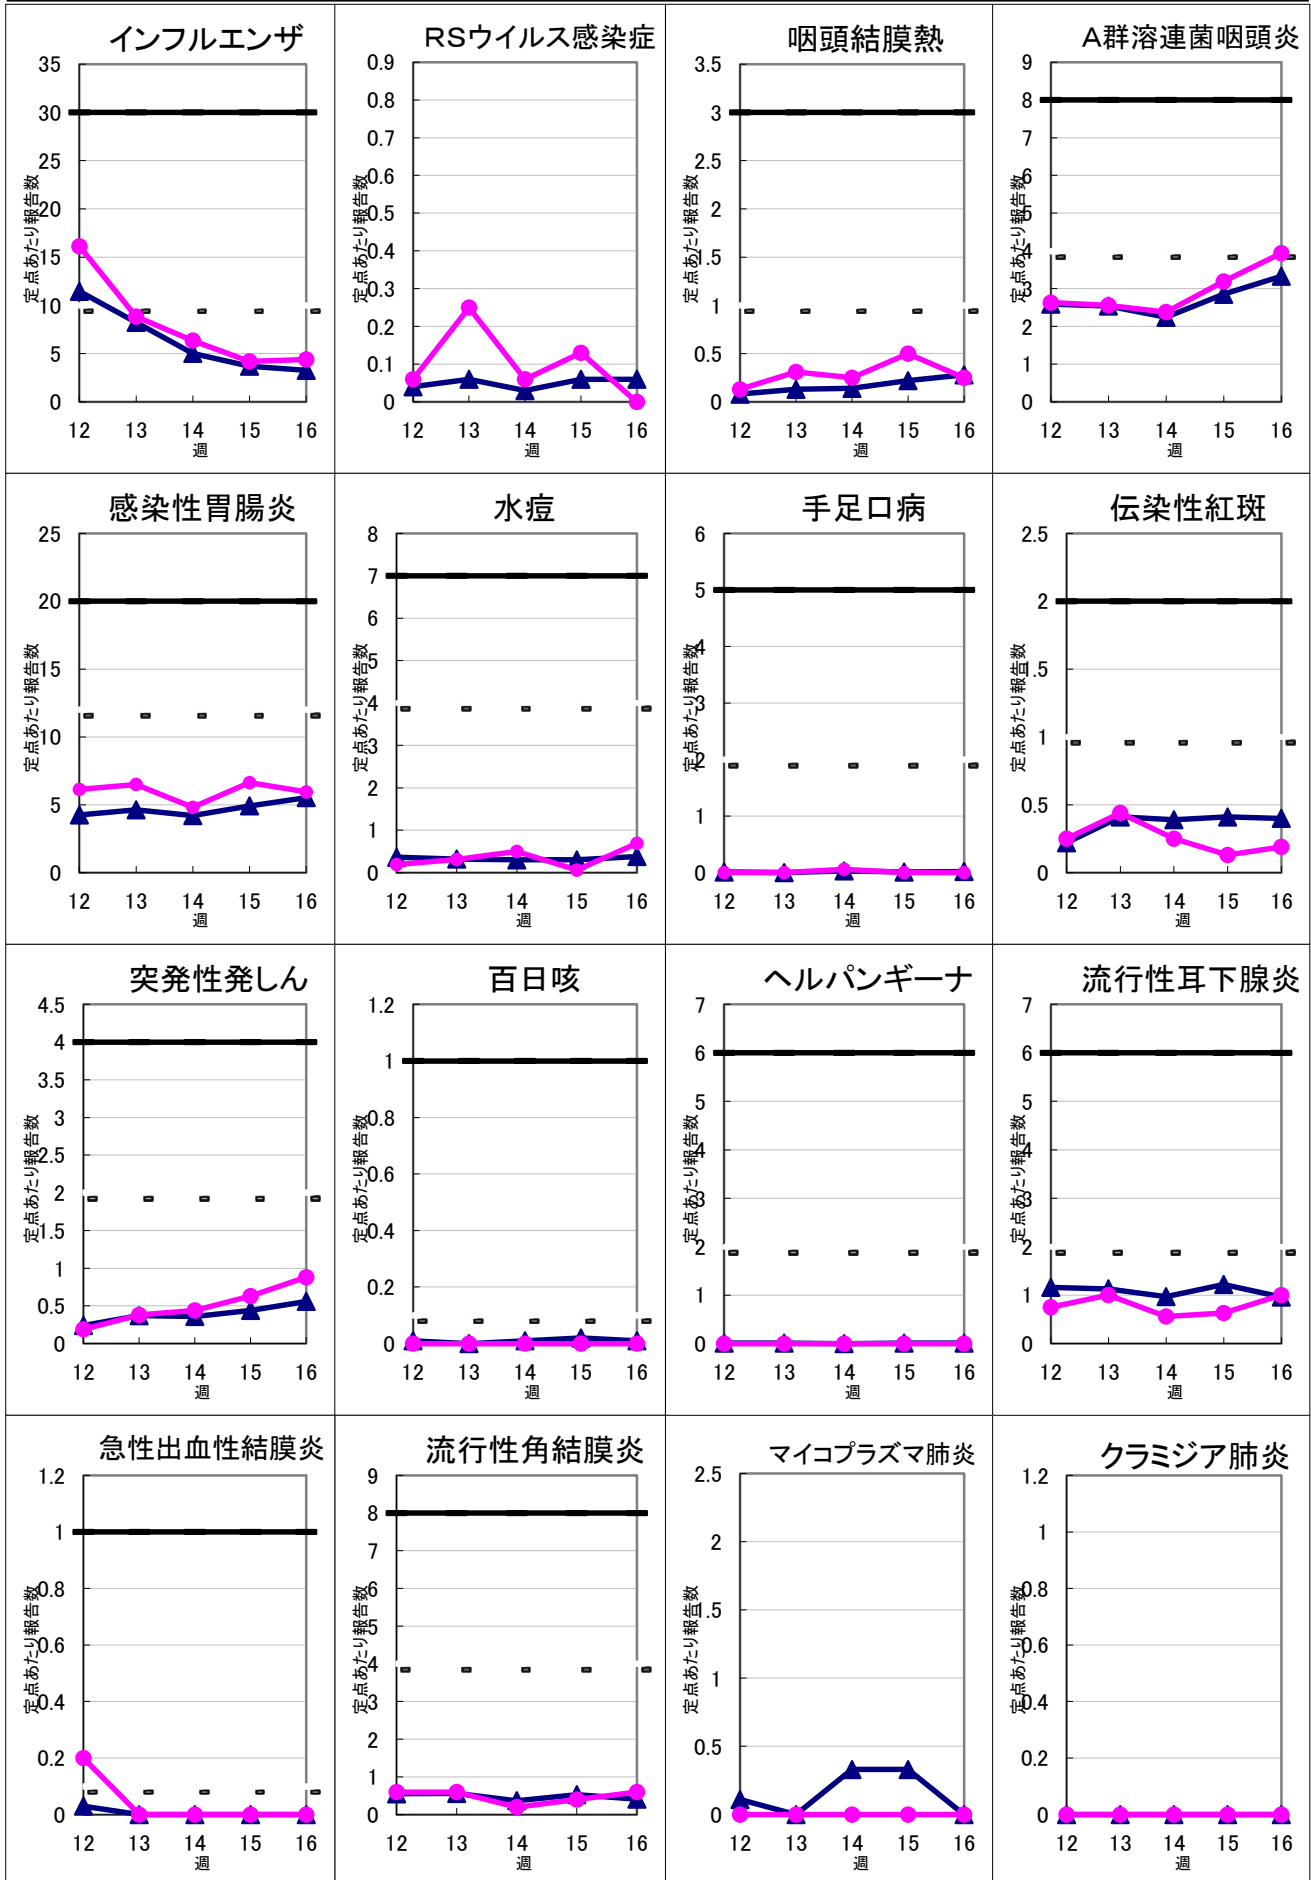 インフルエンザ
35
30
25
20
15
10
5
0
定点あたり報告数
12 13 14 15 16
週
RSウイルス感染症
0.9
0.8
0.7
0.6
0.5
0.4
0.3
0.2
0.1
0
定点あたり報告数
12 13 14 15 16
週
咽頭結膜熱
3.5
3
2.5
2
1.5
1
0.5
0
定点あたり報告数
12 13 14 15 16
週
A群溶連菌咽頭炎
9
8
7
6
5
4
3
2
1
0
定点あたり報告数
12 13 14 15 16
週
感染性胃腸炎
25
20
15
10
5
0
定点あたり報告数
12 13 14 15 16
週
水痘
8
7
6
5
4
3
2
1
0
定点あたり報告数
12 13 14 15 16
週
手足口病
6
5
4
3
2
1
0
定点あたり報告数
12 13 14 15 16
週
伝染性紅斑
2.5
2
1.5
1
0.5
0
定点あたり報告数
12 13 14 15 16
週
突発性発しん
4.5
4
3.5
3
2.5
2
1.5
1
0.5
0
定点あたり報告数
12 13 14 15 16
週
百日咳
1.2
1
0.8
0.6
0.4
0.2
0
定点あたり報告数
12 13 14 15 16
週
ヘルパンギーナ
7
6
5
4
3
2
1
0
定点あたり報告数
12 13 14 15 16
週
流行性耳下腺炎
7
6
5
4
3
2
1
0
定点あたり報告数
12 13 14 15 16
週
急性出血性結膜炎
1.2
1
0.8
0.6
0.4
0.2
0
定点あたり報告数
12 13 14 15 16
週
流行性角結膜炎
9
8
7
6
5
4
3
2
1
0
定点あたり報告数
12 13 14 15 16
週
マイコプラズマ肺炎
2.5
2
1.5
1
0.5
0
定点あたり報告数
12 13 14 15 16
週
クラミジア肺炎
1.2
1
0.8
0.6
0.4
0.2
0
定点あたり報告数
12 13 14 15 16
週